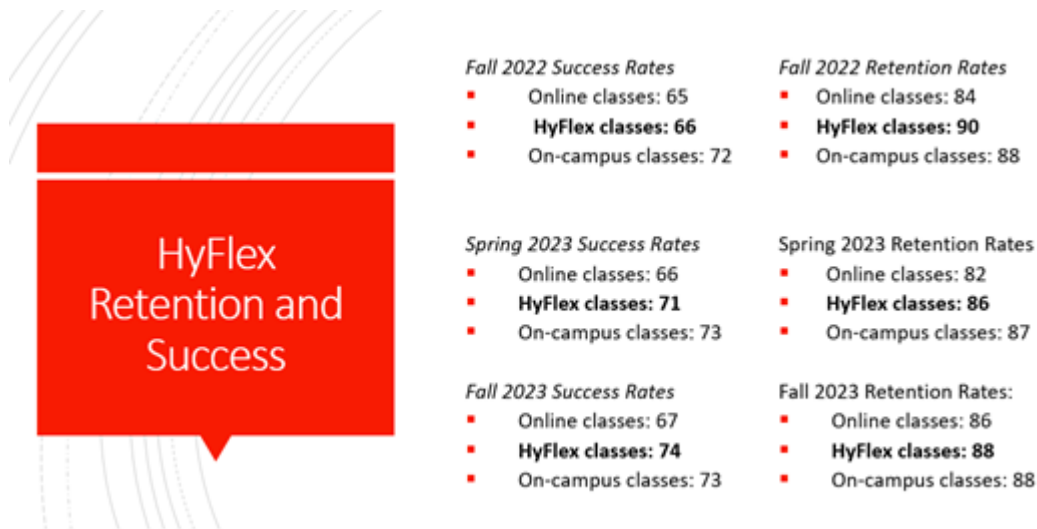 HyFlex
Retention and
Success
Fall 2022 Success Rates
Online classes: 65
HyFlex classes: 66
On-campus classes: 72
Fall 2022 Retention Rates
Online classes: 84
HyFlex classes: 90
On-campus classes: 88
Spring 2023 Success Rates
Online classes: 66
HyFlex classes: 71
On-campus classes: 73
Spring 2023 Retention Rates
Online classes: 82
HyFlex classes: 86
On-campus classes: 87
Fall 2023 Success Rates
Online classes: 67
HyFlex classes: 74
On-campus classes: 73
Fall 2023 Retention Rates:
Online classes: 86
HyFlex classes: 88
On-campus classes: 88